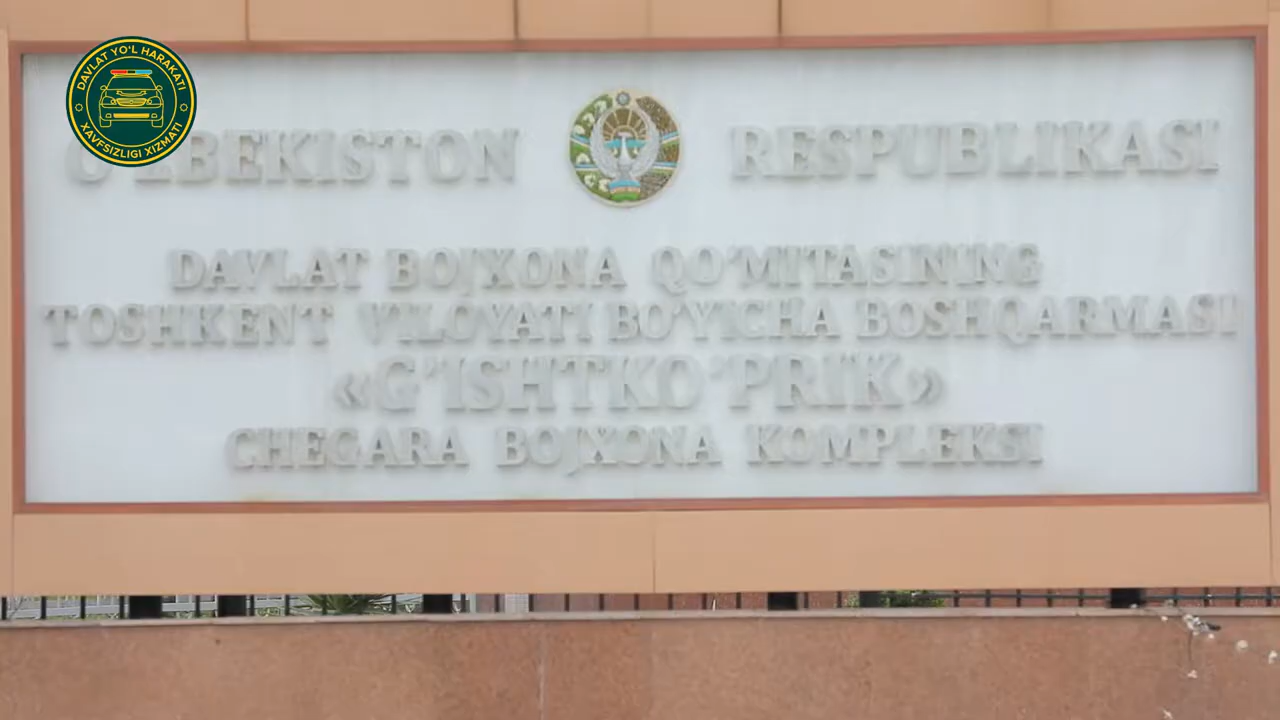 DAVLAT YO'L HARAKATI
XAVFSIZLIGI XIZMATI
O'ZBEKISTON RESPUBLIKASI
DAVLAT BOJXONA QO'MITASINING
TOSHKENT VILOYATI BO'YICHA BOSHQARMASI
«G'ISHTKO'PRIK»
CHEGARA BOJXONA KOMPLEKSI